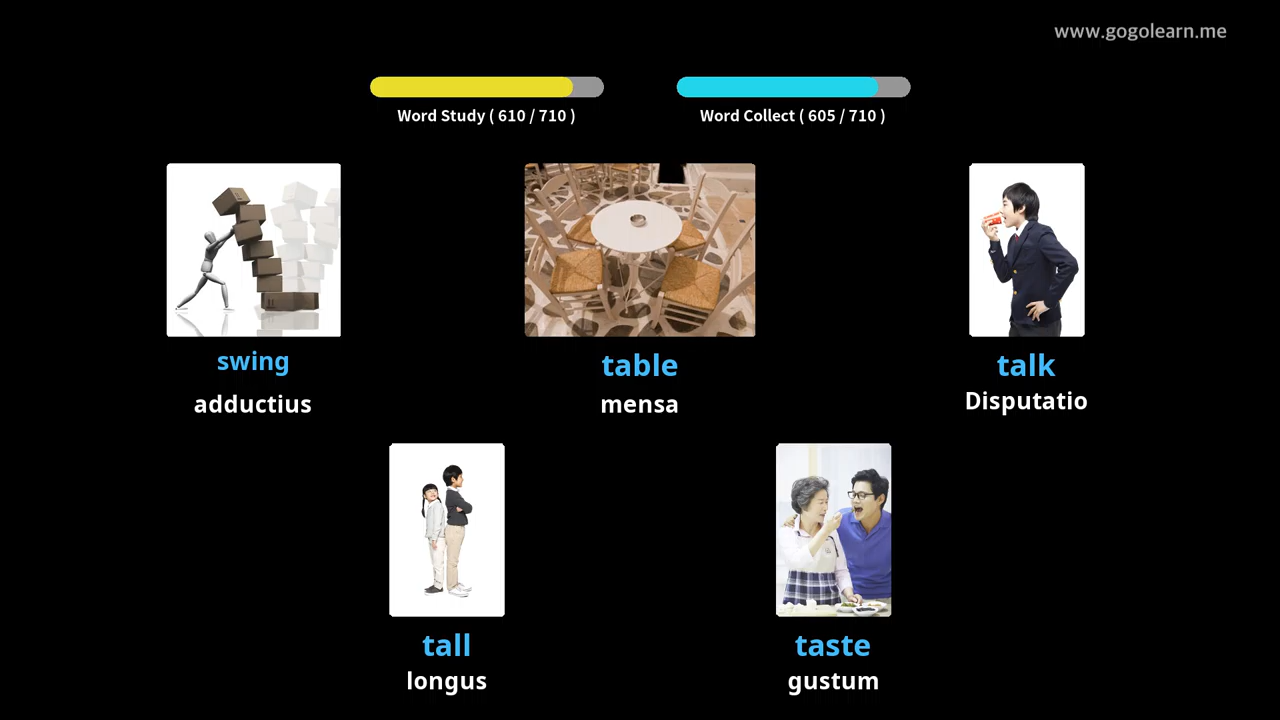 www.gogolearn.me
Word Study ( 610 / 710 )
Word Collect ( 605 / 710 )
swing
adductius
table
mensa
talk
Disputatio
tall
longus
taste
gustum